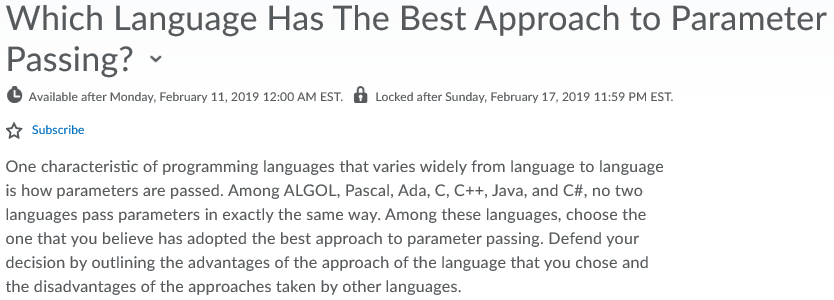 Which Language Has The Best Approach to Parameter
Passing?
Available after Monday, February 11, 2019 12:00 AM EST. Locked after Sunday, February 17, 2019 11:59 PM EST.
Subscribe
One characteristic of programming languages that varies widely from language to language
is how parameters are passed. Among ALGOL, Pascal, Ada, C, C++, Java, and C#, no two
languages pass parameters in exactly the same way. Among these languages, choose the
one that you believe has adopted the best approach to parameter passing. Defend your
decision by outlining the advantages of the approach of the language that you chose and
the disadvantages of the approaches taken by other languages.